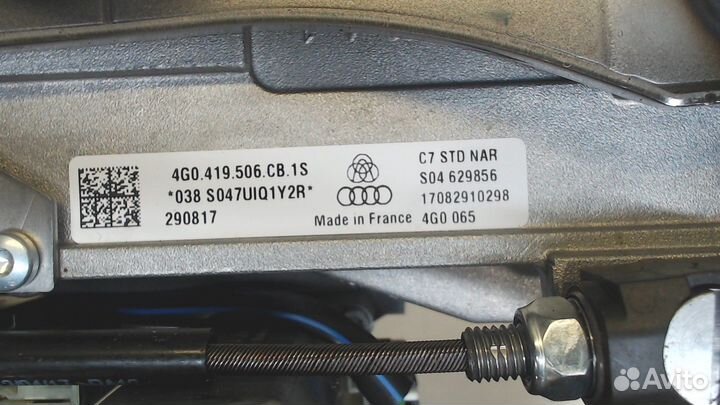 4G0.419.506.CB.1S
*038 S047UIQ1Y2R*
290817
Made in France
C7 STD NAR
S04 629856
17082910298
4G0 065
Avito